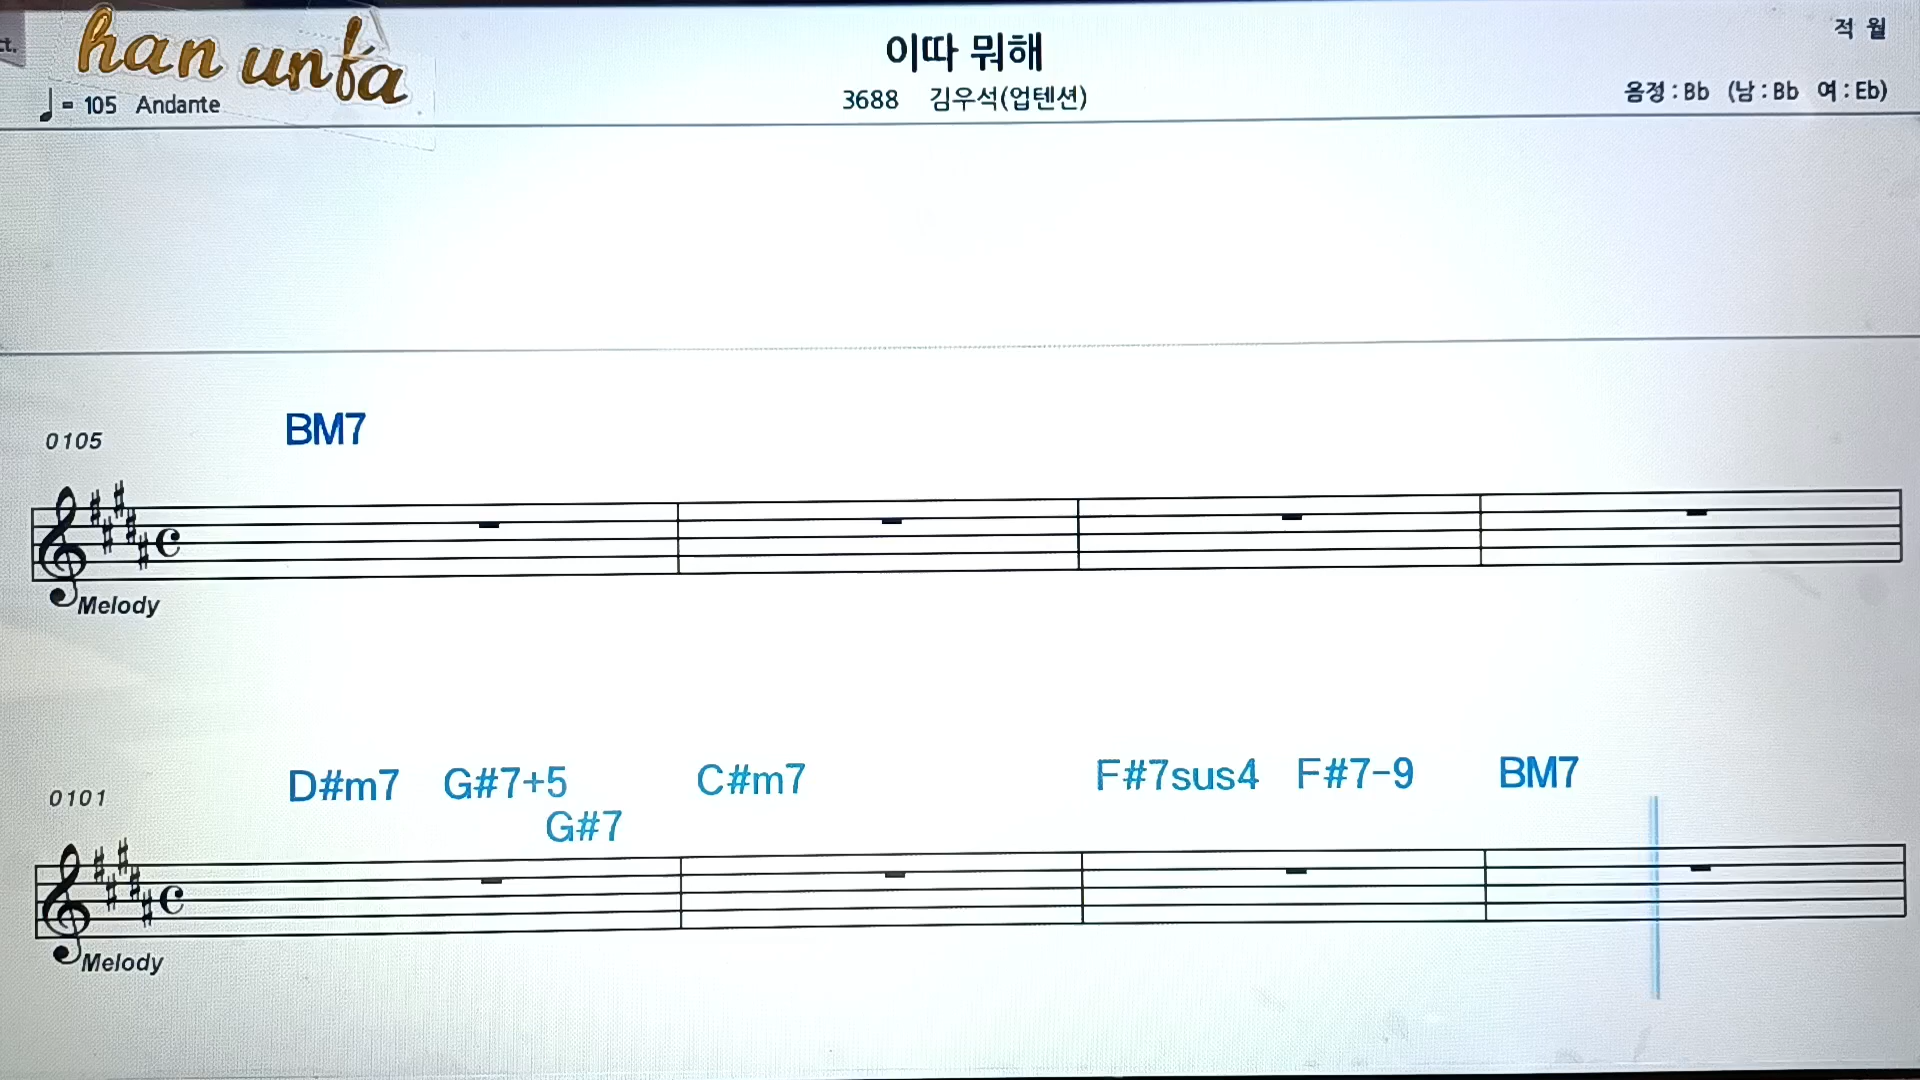 ct.
han unfa
이따 뭐해
적 월
♩= 105 Andante
3688 김우석(업텐션)
음정 : Bb (남 : Bb 여 : Eb)
BM7
0105
Melody
D#m7 G#7+5 C#m7 F#7sus4 F#7-9 BM7
0101
G#7
Melody